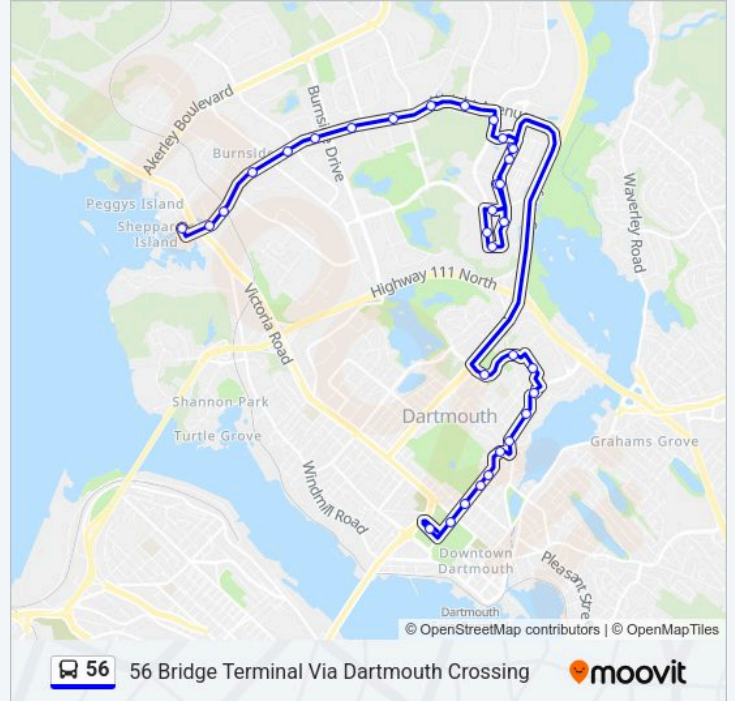 Akerley Boulevard
Burnside Drive
Burnsid
enu
Peggys Island
Sheppard
Island
Waverley Road
Highway 111 North
Victoria Road
Shannon-Park
Turtle Grove
Dartmouth
Grahams Grove
Windmill Road
Downtown
Dartmouth
Pleasant Stre
Dartmouth
© OpenStreetMap contributors | © OpenMapTiles
56
56 Bridge Terminal Via Dartmouth Crossing
moovit